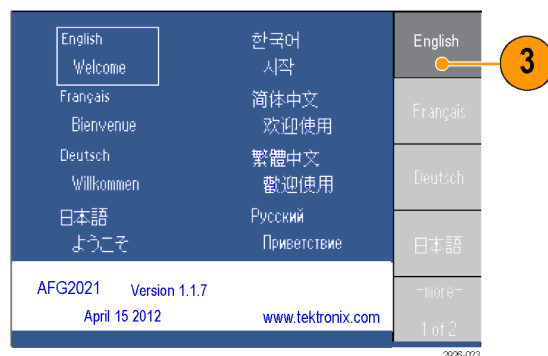 English
Welcome
Français
Bienvenue
Deutsch
Willkommen
日本語
ようこそ
한국어
시작
简体中文
欢迎使用
繁體中文
歡迎使用
Русский
Приветствие
AFG2021 Version 1.1.7
April 15 2012 www.tektronix.com
English
Français
Deutsch
日本語
-more-
1 of 2
3
2926-023